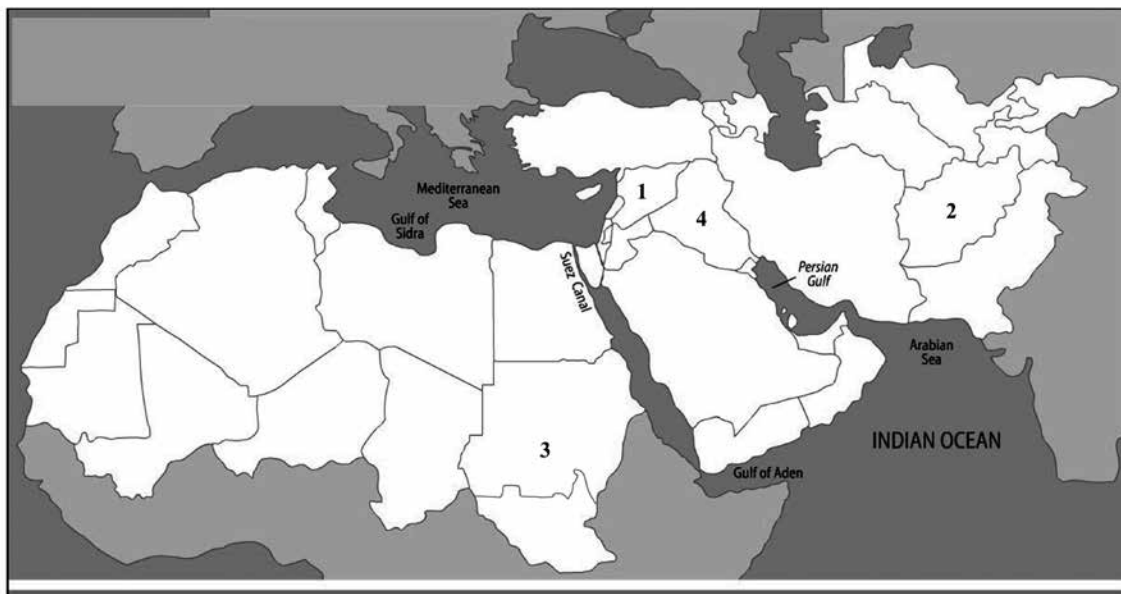 1
2
Mediterranean
Sea
Gulf of
Sidra
4
Suez Canal
Persian
Gulf
Arabian
Sea
3
INDIAN OCEAN
Gulf of Aden